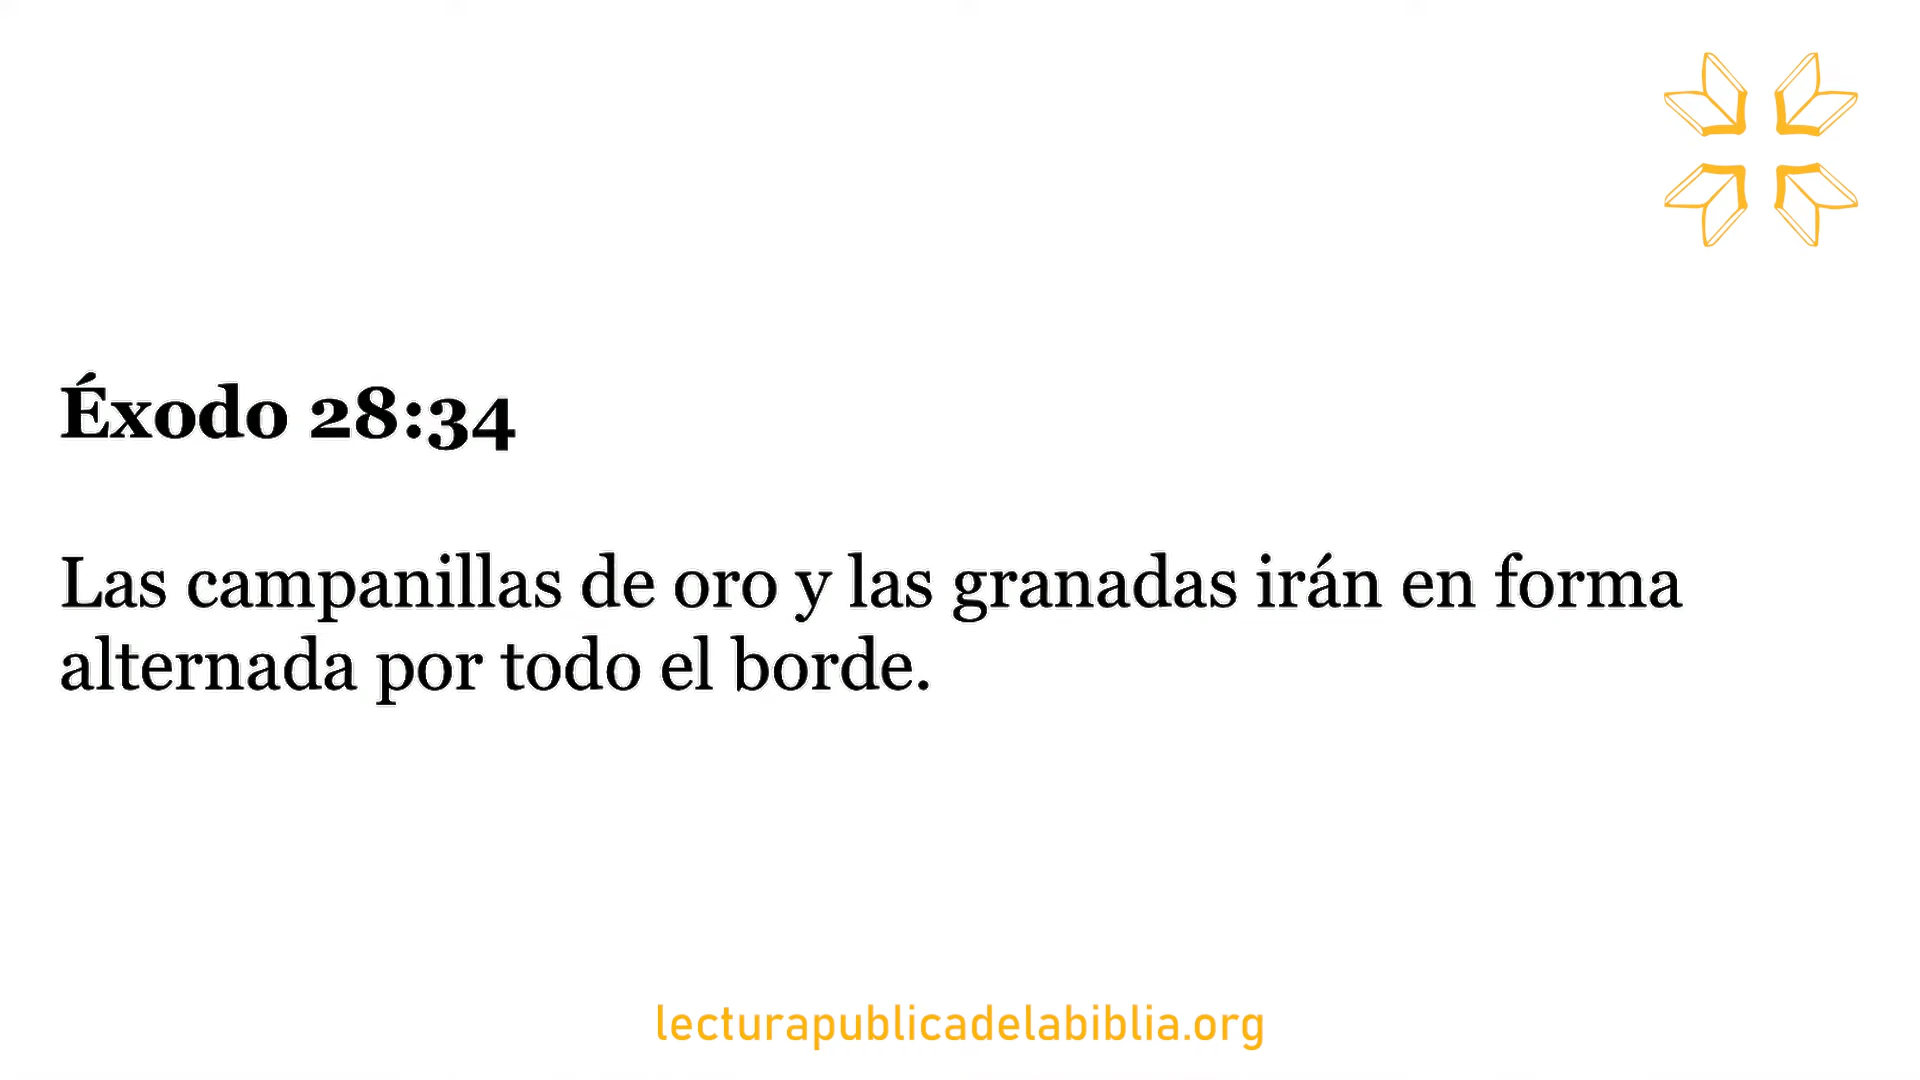 Éxodo 28:34
Las campanillas de oro y las granadas irán en forma
alternada por todo el borde.
lecturapublicadelabiblia.org